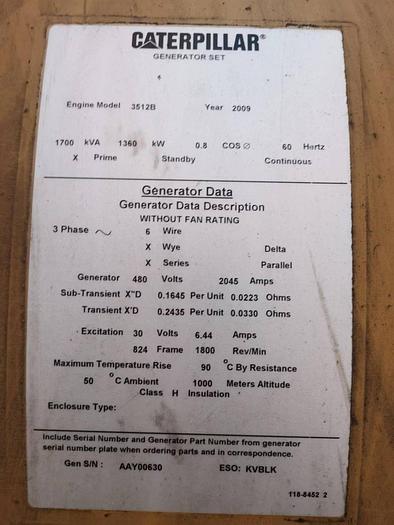 CATERPILLAR®
GENERATOR SET
Engine Model 3512B Year 2009
1700 kVA 1360 kW 0.8 COS ∅ 60 Hertz
X Prime Standby Continuous
Generator Data
Generator Data Description
WITHOUT FAN RATING
3 Phase 6 Wire
X Wye Delta
X Series Parallel
Generator 480 Volts 2045 Amps
Sub-Transient X"D 0.1645 Per Unit 0.0223 Ohms
Transient X'D 0.2435 Per Unit 0.0330 Ohms
Excitation 30 Volts 6.44 Amps
824 Frame 1800 Rev/Min
Maximum Temperature Rise 90 °C By Resistance
50 °C Ambient 1000 Meters Altitude
Class H Insulation
Enclosure Type:
Include Serial Number and Generator Part Number from generator
serial number plate when ordering parts and in correspondence.
Gen S/N : AAY00630 ESO: KVBLK
118-8452 2